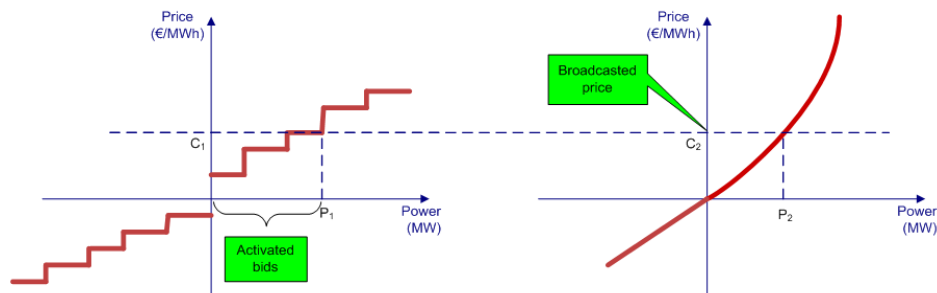 Price
(€/MWh)
C1
P1
Power
(MW)
Activated
bids
Price
(€/MWh)
Broadcasted
price
C2
P2
Power
(MW)